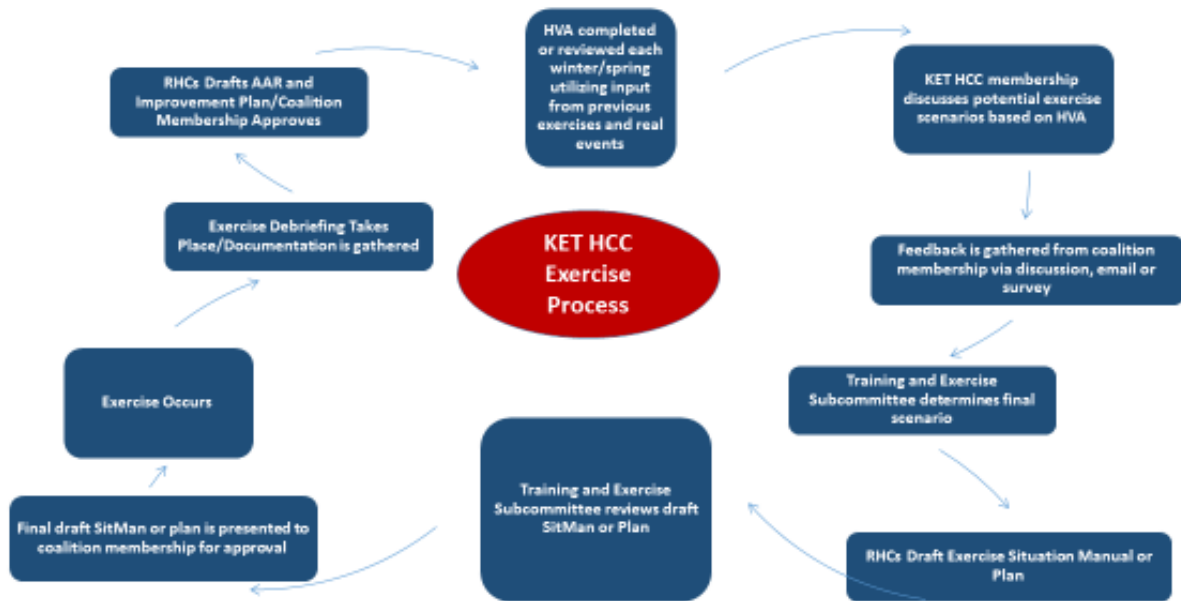 HVA completed
or reviewed each
winter/spring
utilizing input
from previous
exercises and real
events
KET HCC membership
discusses potential exercise
scenarios based on HVA
Feedback is gathered from coalition
membership via discussion, email or
survey
Training and Exercise
Subcommittee determines final
scenario
RHCs Draft Exercise Situation Manual or
Plan
Training and Exercise
Subcommittee reviews draft
SitMan or Plan
Final draft SitMan or plan is presented to
coalition membership for approval
Exercise Occurs
Exercise Debriefing Takes
Place/Documentation is gathered
RHCs Drafts AAR and
Improvement Plan/Coalition
Membership Approves
KET HCC
Exercise
Process